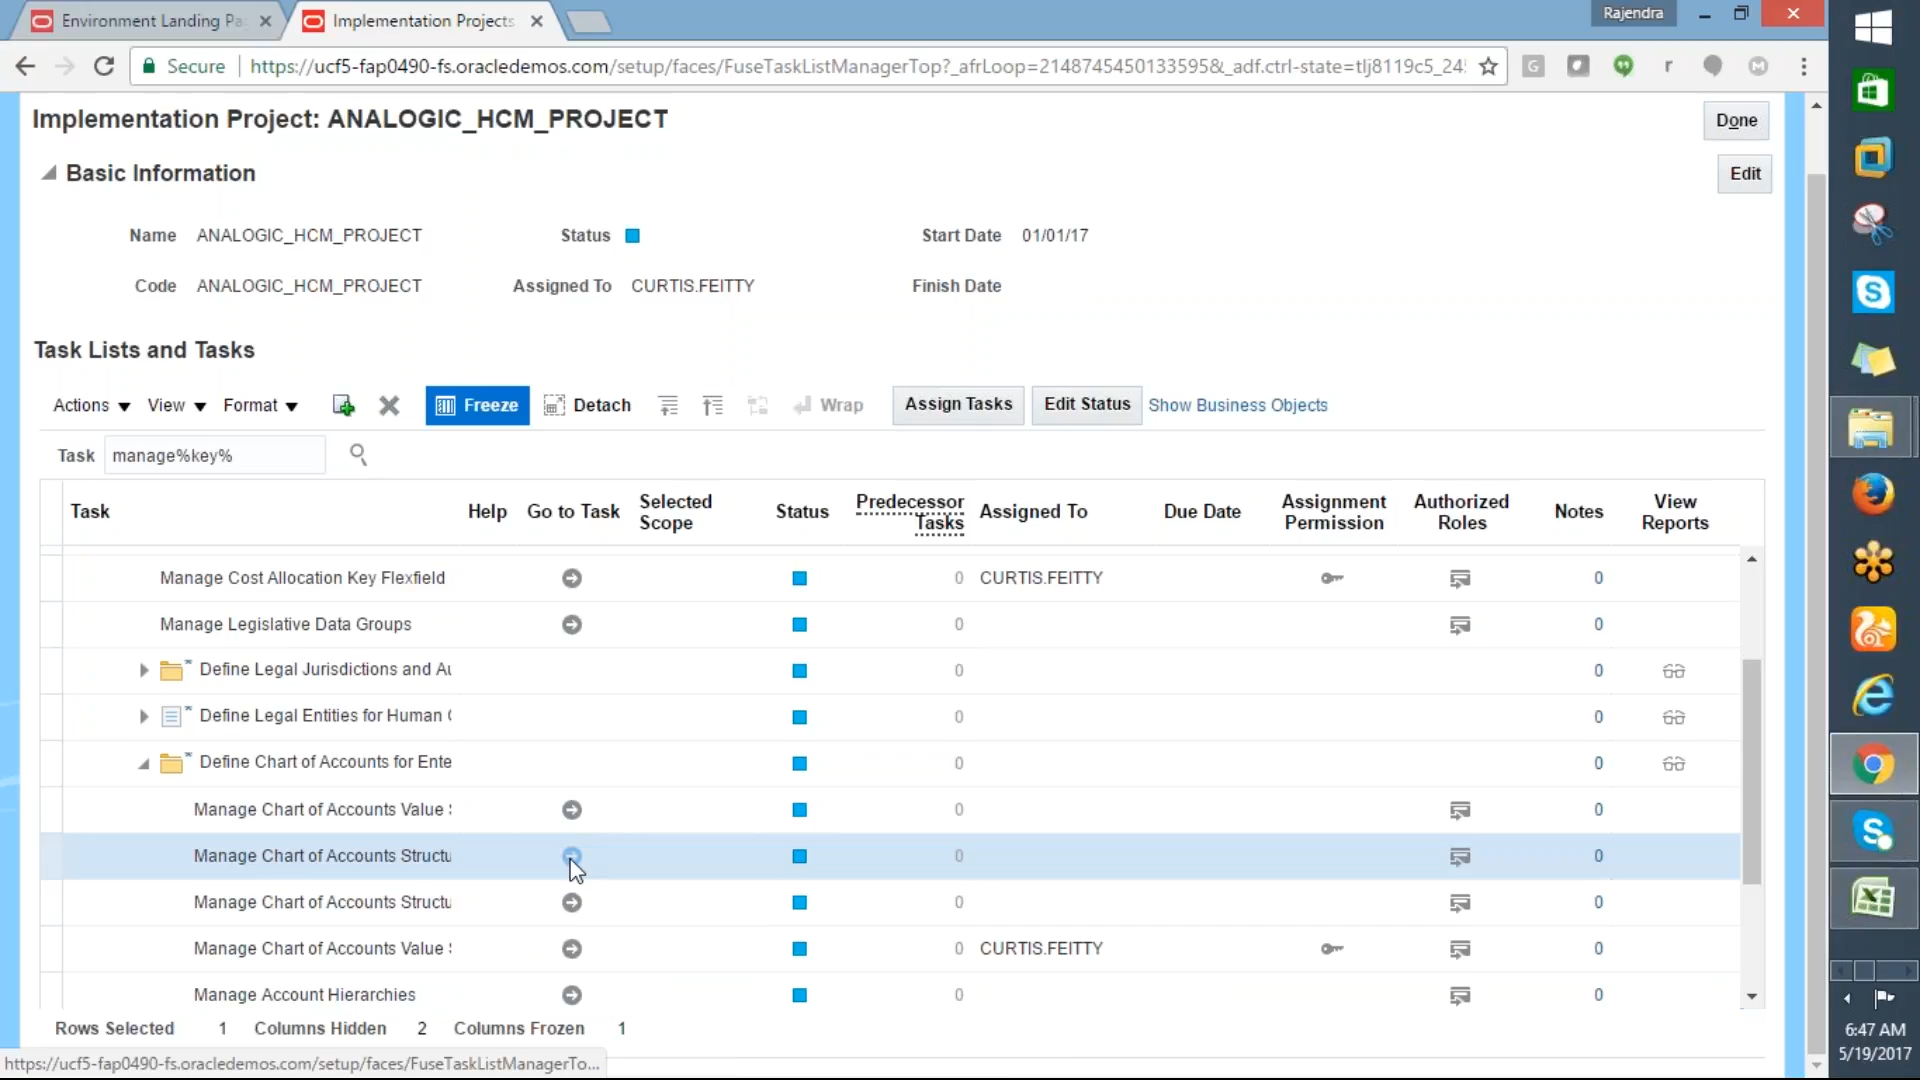 Environment Landing Pa
Implementation Projects
Rajendra
Secure
https://ucf5-fap0490-fs.oracledemos.com/setup/faces/FuseTaskListManagerTop?_afrLoop=2148745450133595&_adf.ctrl-state=tlj8119c5_245
Implementation Project: ANALOGIC_HCM_PROJECT
Done
Basic Information
Edit
Name ANALOGIC_HCM_PROJECT Status Start Date 01/01/17
Code ANALOGIC_HCM_PROJECT Assigned To CURTIS.FEITTY Finish Date
Task Lists and Tasks
Actions View Format Freeze Detach Wrap Assign Tasks Edit Status Show Business Objects
Task manage%key%
Task Help Go to Task Selected Scope Status Predecessor Tasks Assigned To Due Date Assignment Permission Authorized Roles Notes View Reports
Manage Cost Allocation Key Flexfield 0 CURTIS.FEITTY 0
Manage Legislative Data Groups 0 0
Define Legal Jurisdictions and Au 0 0
Define Legal Entities for Human 0 0
Define Chart of Accounts for Ente 0 0
Manage Chart of Accounts Value 0 0
Manage Chart of Accounts Structu 0 0
Manage Chart of Accounts Structu 0 0
Manage Chart of Accounts Value 0 CURTIS.FEITTY 0
Manage Account Hierarchies 0 0
Rows Selected 1 Columns Hidden 2 Columns Frozen 1
https://ucf5-fap0490-fs.oracledemos.com/setup/faces/FuseTaskListManagerTo...
6:47 AM
5/19/2017